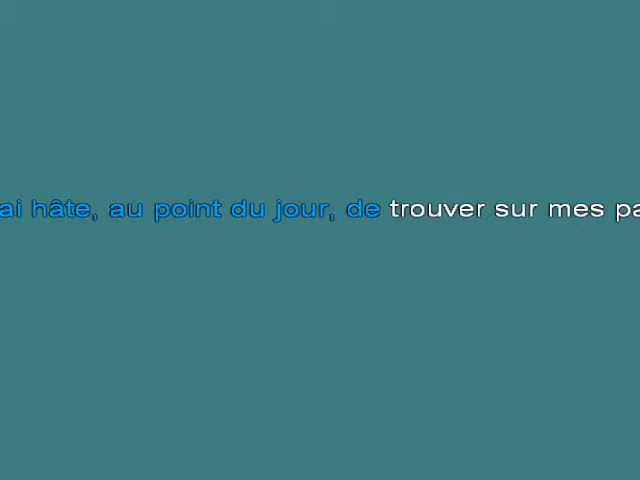 ai hâte, au point du jour, de trouver sur mes pa